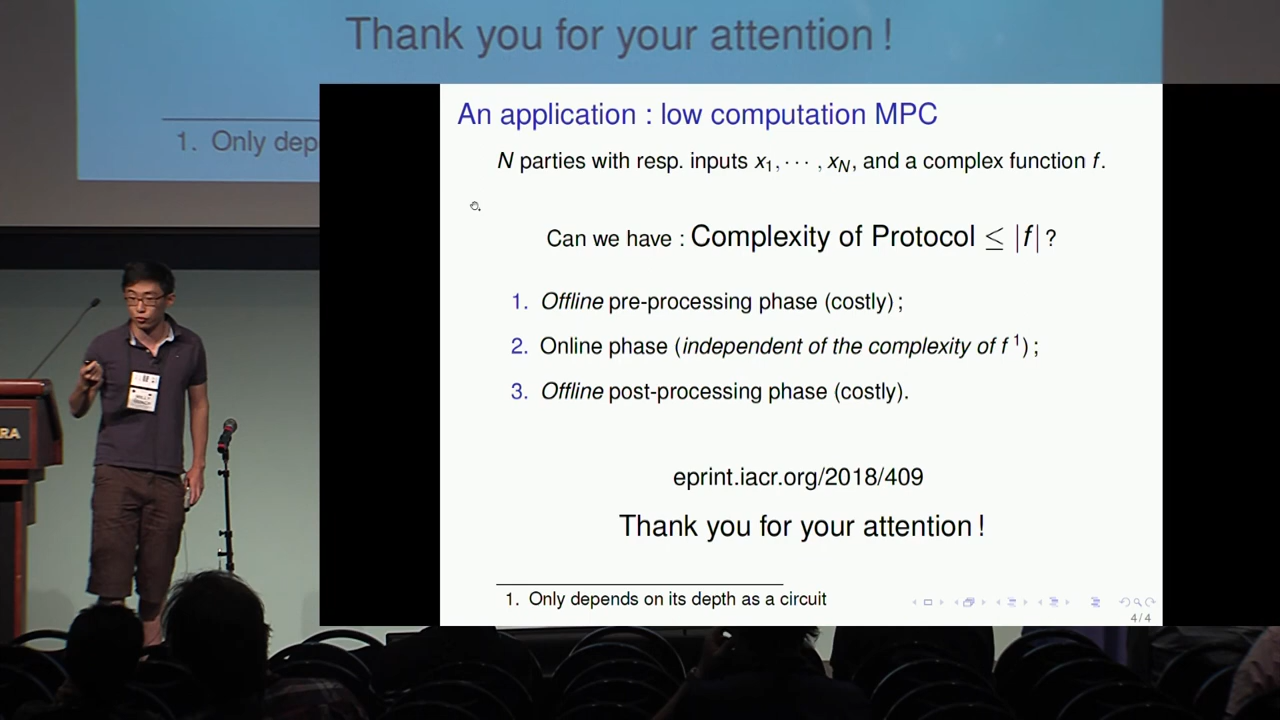 Thank you for your attention !
1. Only dep
An application : low computation MPC
N parties with resp. inputs x₁, ⋯ , x_N, and a complex function f.
Can we have : Complexity of Protocol ≤ |f| ?
1. Offline pre-processing phase (costly) ;
2. Online phase (independent of the complexity of f ¹) ;
3. Offline post-processing phase (costly).
eprint.iacr.org/2018/409
Thank you for your attention !
1. Only depends on its depth as a circuit
4/4
RA